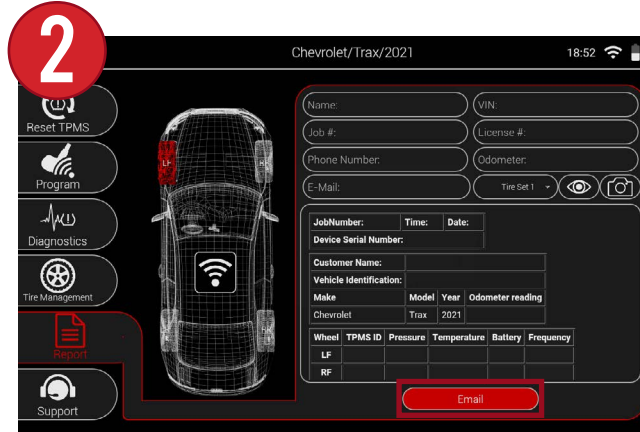 2
Chevrolet/Trax/2021 18:52
Reset TPMS
Program
Diagnostics
Tire Management
Report
Support
LF
Name: VIN:
Job #: License #:
Phone Number: Odometer:
E-Mail: Tire Set 1
JobNumber: Time: Date:
Device Serial Number:
Customer Name:
Vehicle Identification:
Make Model Year Odometer reading
Chevrolet Trax 2021
Wheel TPMS ID Pressure Temperature Battery Frequency
LF
RF
Email